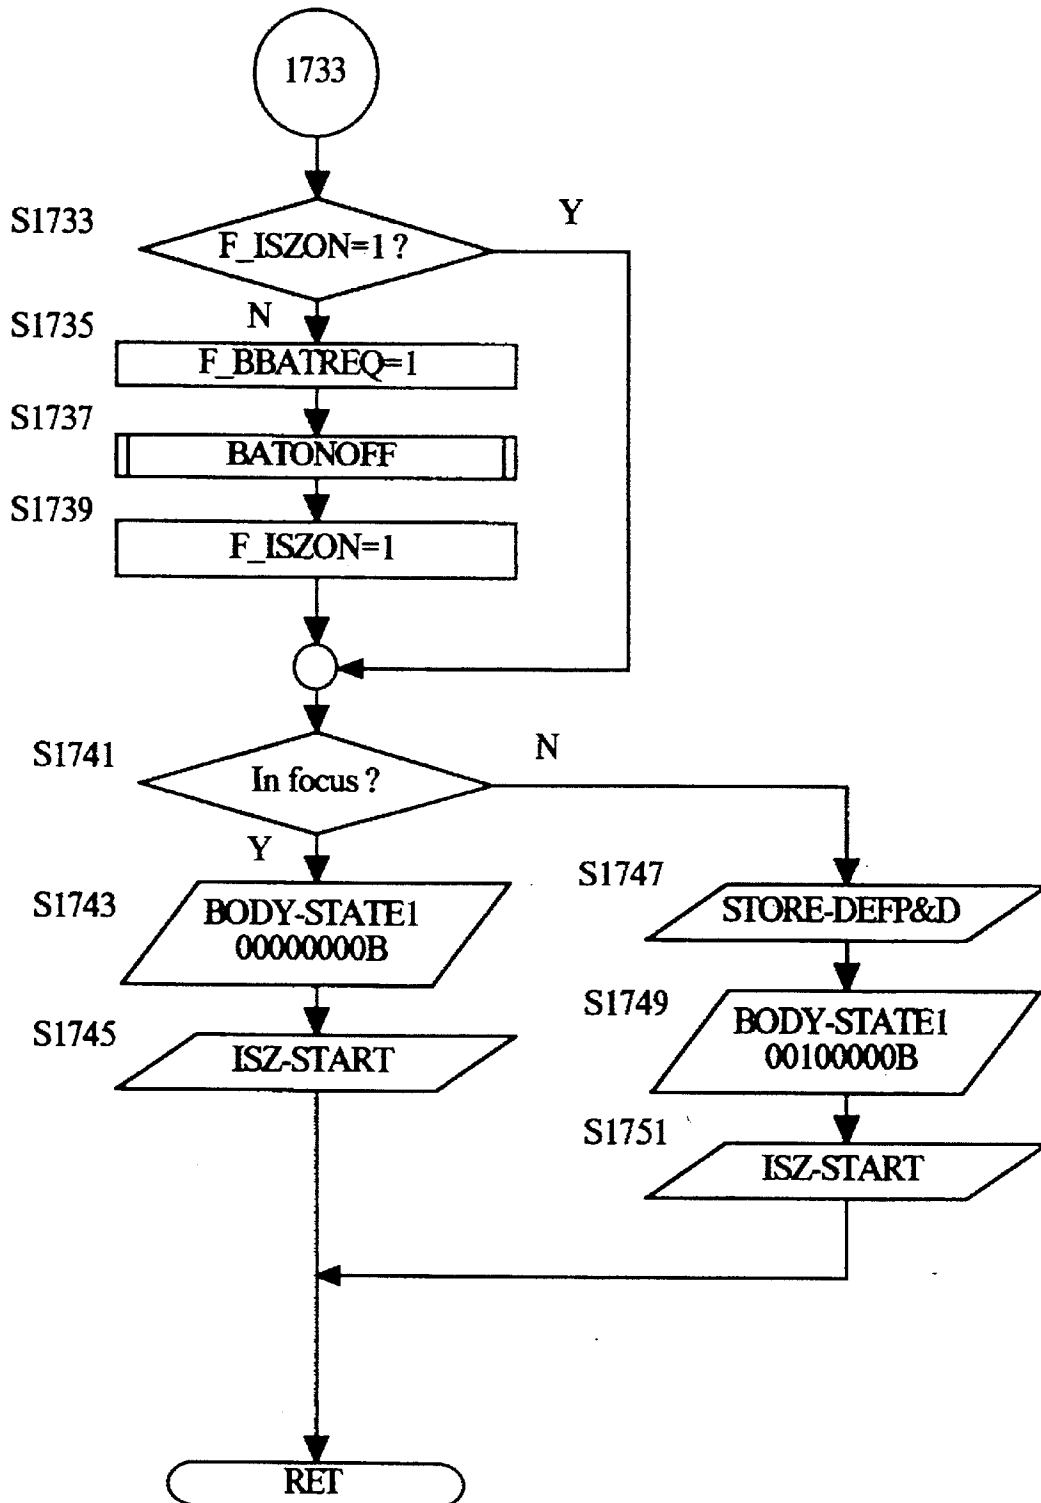 1733
S1733
F_ISZON=1 ?
Y
N
S1735
F_BBATREQ=1
S1737
BATONOFF
S1739
F_ISZON=1
S1741
In focus ?
N
Y
S1743
BODY-STATE1
00000000B
S1745
ISZ-START
S1747
STORE-DEFP&D
S1749
BODY-STATE1
00100000B
S1751
ISZ-START
RET